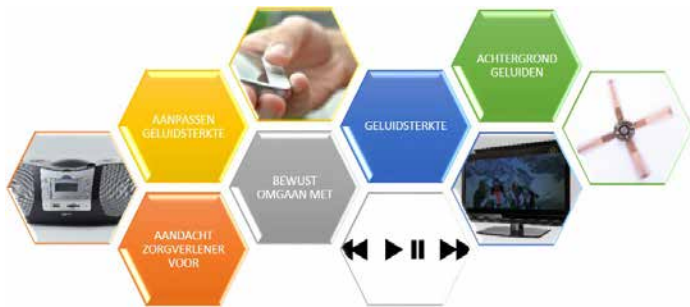 AANPASSEN
GELUIDSTERKTE
AANDACHT
ZORGVERLENER
VOOR
BEWUST
OMGAAN MET
GELUIDSTERKTE
ACHTERGROND
GELUIDEN